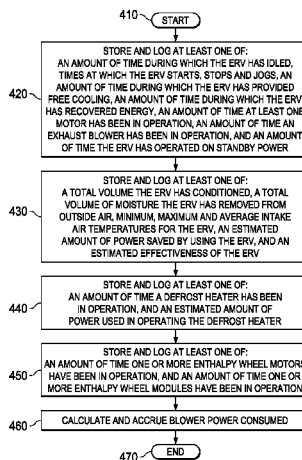 410
START
STORE AND LOG AT LEAST ONE OF:
AN AMOUNT OF TIME DURING WHICH THE ERV HAS IDLED,
TIMES AT WHICH THE ERV STARTS, STOPS AND JOGS, AN
AMOUNT OF TIME DURING WHICH THE ERV HAS PROVIDED
420
FREE COOLING, AN AMOUNT OF TIME DURING WHICH THE ERV
HAS RECOVERED ENERGY, AN AMOUNT OF TIME AT LEAST ONE
MOTOR HAS BEEN IN OPERATION, AN AMOUNT OF TIME AN
EXHAUST BLOWER HAS BEEN IN OPERATION, AND AN AMOUNT
OF TIME THE ERV HAS OPERATED ON STANDBY POWER
STORE AND LOG AT LEAST ONE OF:
A TOTAL VOLUME THE ERV HAS CONDITIONED, A TOTAL
VOLUME OF MOISTURE THE ERV HAS REMOVED FROM
430
OUTSIDE AIR, MINIMUM, MAXIMUM AND AVERAGE INTAKE
AIR TEMPERATURES FOR THE ERV, AN ESTIMATED
AMOUNT OF POWER SAVED BY USING THE ERV, AND AN
ESTIMATED EFFECTIVENESS OF THE ERV
STORE AND LOG AT LEAST ONE OF:
440
AN AMOUNT OF TIME A DEFROST HEATER HAS BEEN
IN OPERATION, AND AN ESTIMATED AMOUNT OF
POWER USED IN OPERATING THE DEFROST HEATER
STORE AND LOG AT LEAST ONE OF:
450
AN AMOUNT OF TIME ONE OR MORE ENTHALPY WHEEL MOTORS
HAVE BEEN IN OPERATION, AND AN AMOUNT OF TIME ONE OR
MORE ENTHALPY WHEEL MODULES HAVE BEEN IN OPERATION
460
CALCULATE AND ACCRUE BLOWER POWER CONSUMED
470
END